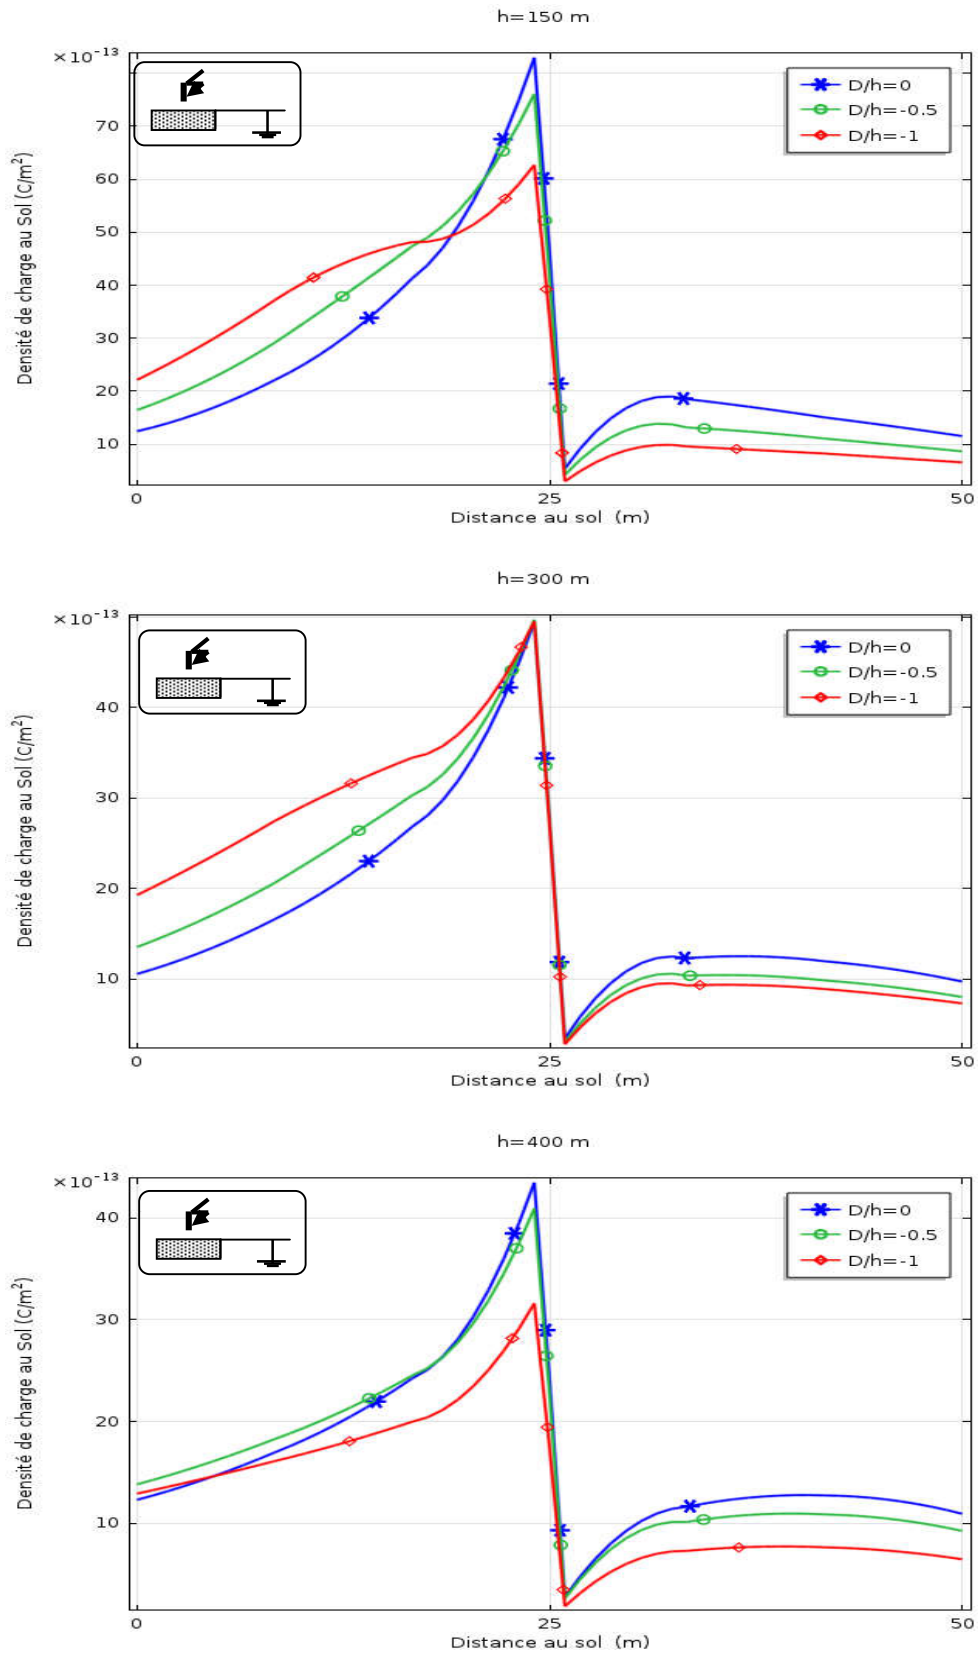 h=150 m
×10⁻¹³
D/h=0
D/h=-0.5
D/h=-1
70
60
50
40
30
20
10
Densité de charge au Sol (C/m²)
0 25 50
Distance au sol (m)
h=300 m
×10⁻¹³
D/h=0
D/h=-0.5
D/h=-1
40
30
20
10
Densité de charge au Sol (C/m²)
0 25 50
Distance au sol (m)
h=400 m
×10⁻¹³
D/h=0
D/h=-0.5
D/h=-1
40
30
20
10
Densité de charge au Sol (C/m²)
0 25 50
Distance au sol (m)